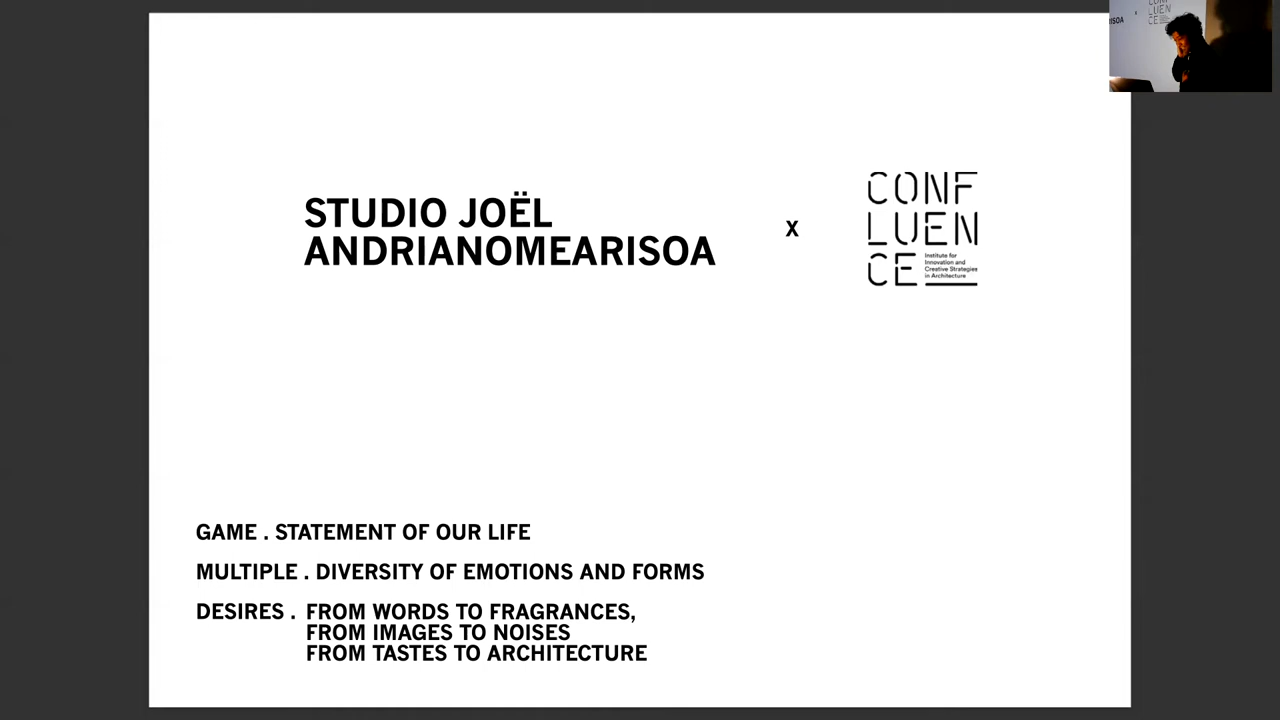 STUDIO JOËL
ANDRIANOMEARISOA
X
CONF
LUEN
CE
Institute for
Innovation and
Creative Strategies
in Architecture
GAME . STATEMENT OF OUR LIFE
MULTIPLE . DIVERSITY OF EMOTIONS AND FORMS
DESIRES . FROM WORDS TO FRAGRANCES,
FROM IMAGES TO NOISES
FROM TASTES TO ARCHITECTURE